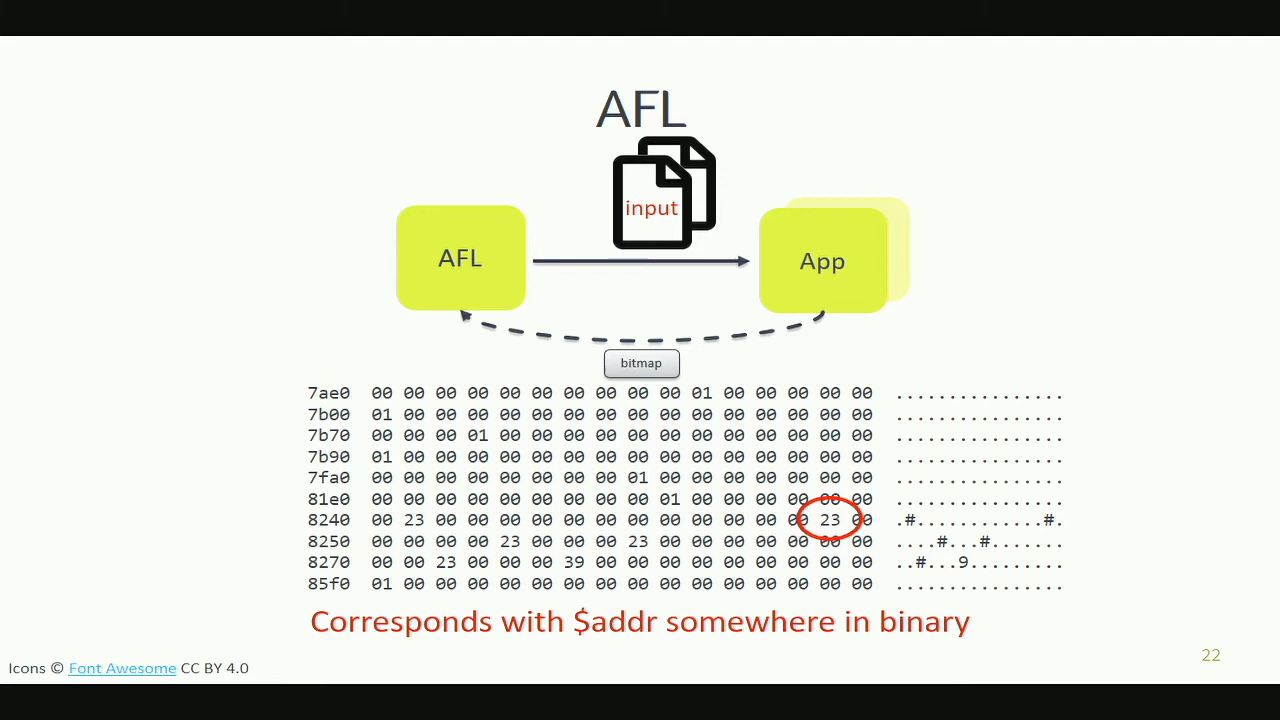 AFL
input
AFL
App
bitmap
7ae0 00 00 00 00 00 00 00 00 00 00 01 00 00 00 00 00 ................
7b00 01 00 00 00 00 00 00 00 00 00 00 00 00 00 00 00 ................
7b70 00 00 00 01 00 00 00 00 00 00 00 00 00 00 00 00 ................
7b90 01 00 00 00 00 00 00 00 00 00 00 00 00 00 00 00 ................
7fa0 00 00 00 00 00 00 00 00 01 00 00 00 00 00 00 00 ................
81e0 00 00 00 00 00 00 00 00 00 01 00 00 00 00 00 00 ................
8240 00 23 00 00 00 00 00 00 00 00 00 00 00 00 23 00 .#............#.
8250 00 00 00 00 23 00 00 00 23 00 00 00 00 00 00 00 ....#...#.......
8270 00 00 23 00 00 00 39 00 00 00 00 00 00 00 00 00 ..#...9.........
85f0 01 00 00 00 00 00 00 00 00 00 00 00 00 00 00 00 ................
Corresponds with $addr somewhere in binary
22
Icons © Font Awesome CC BY 4.0